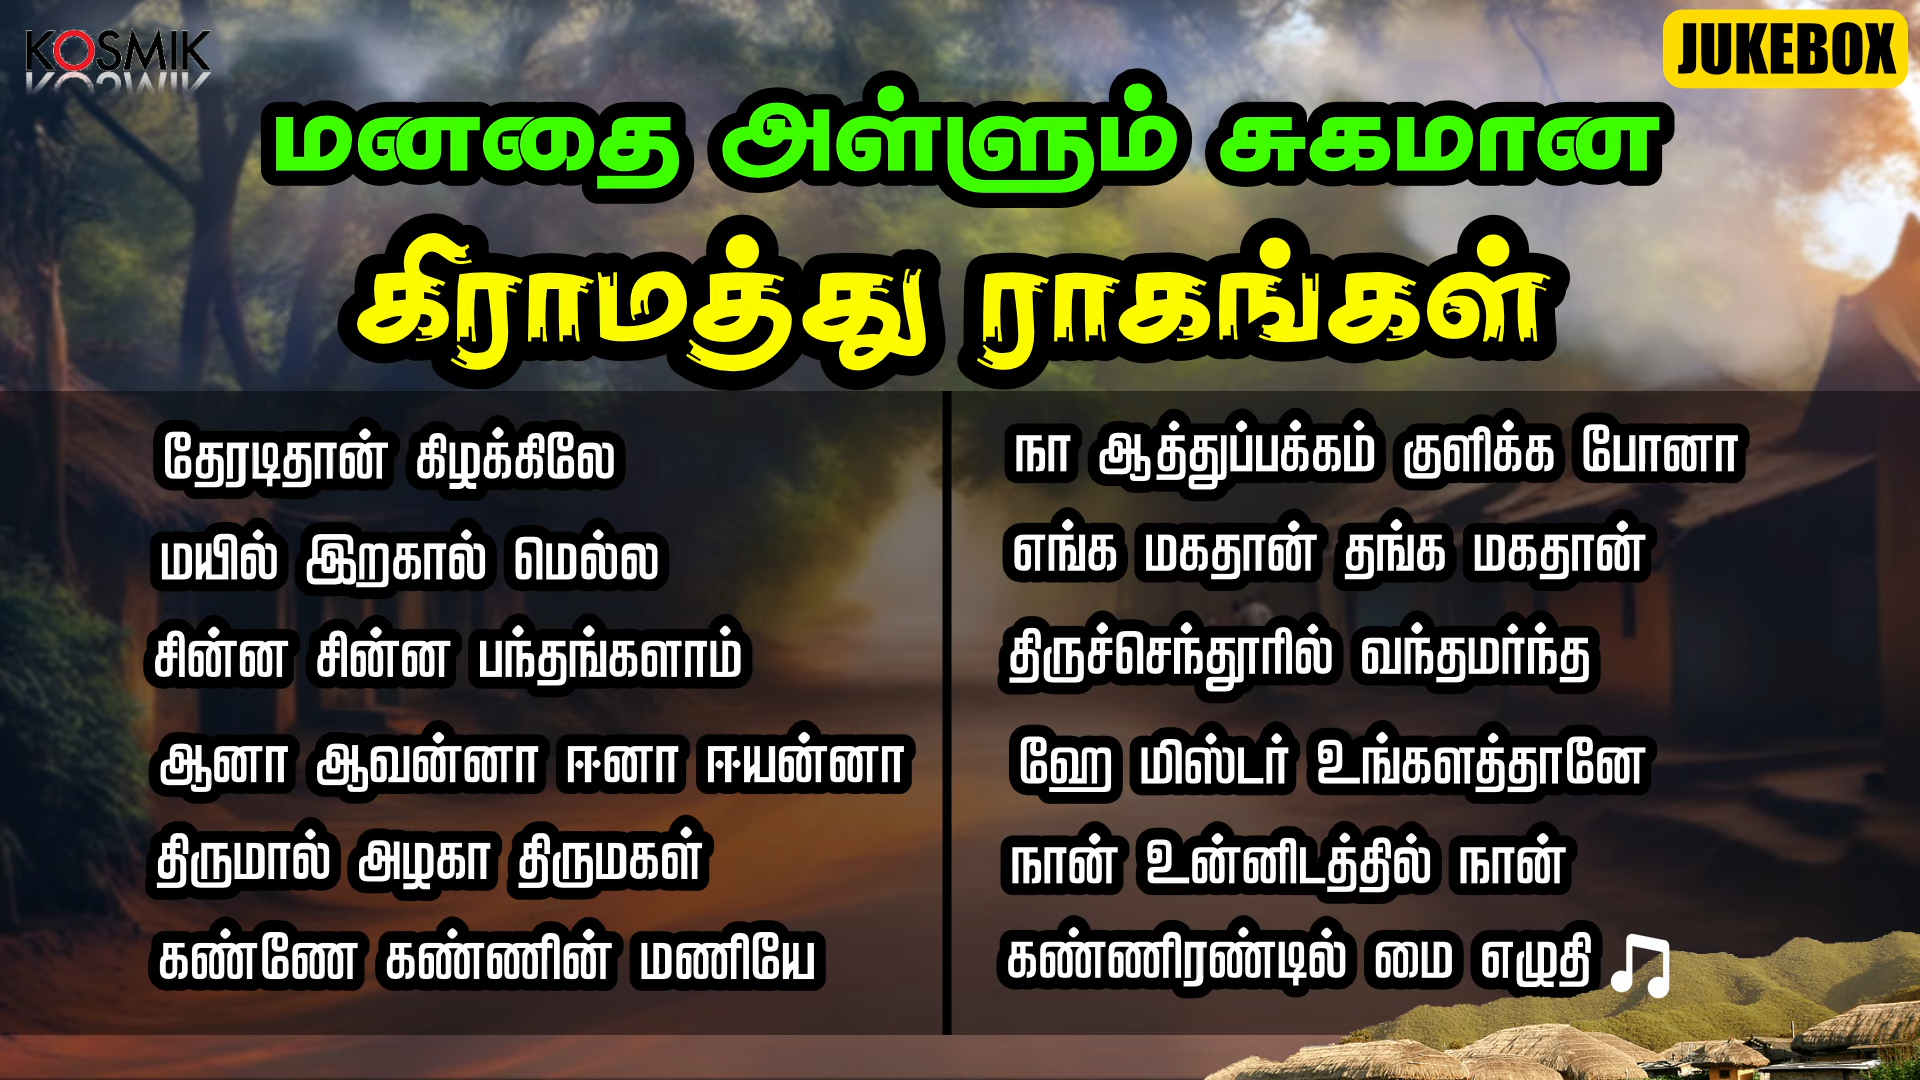 KOSMIK
JUKEBOX
மனதை அள்ளும் சுகமான
கிராமத்து ராகங்கள்
தேரடிதான் கிழக்கிலே
மயில் இறகால் மெல்ல
சின்ன சின்ன பந்தங்களாம்
ஆனா ஆவன்னா ஈனா ஈயன்னா
திருமால் அழகா திருமகள்
கண்ணே கண்ணின் மணியே
நா ஆத்துப்பக்கம் குளிக்க போனா
எங்க மகதான் தங்க மகதான்
திருச்செந்தூரில் வந்தமர்ந்த
ஹே மிஸ்டர் உங்களத்தானே
நான் உன்னிடத்தில் நான்
கண்ணிரண்டில் மை எழுதி